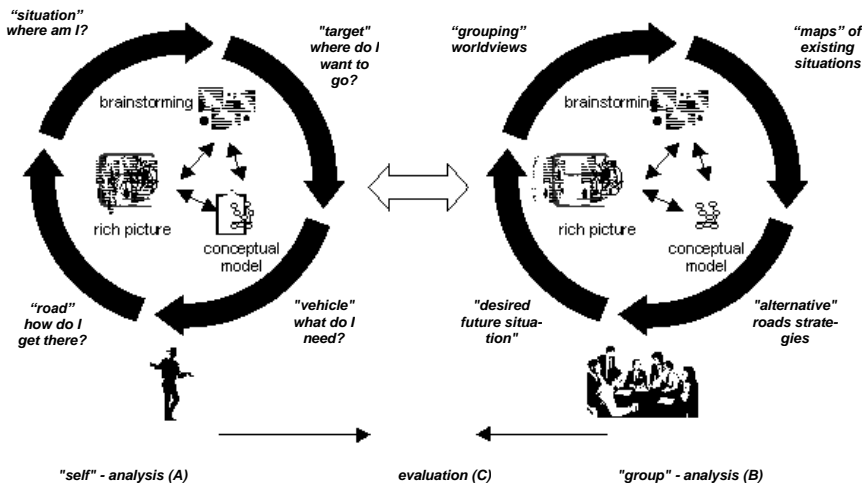 “situation”
where am I?
"target"
where do I
want to
go?
brainstorming
rich picture
conceptual
model
“road”
how do I
get there?
"vehicle"
what do I
need?
“grouping”
worldviews
“maps” of
existing
situations
brainstorming
rich picture
conceptual
model
"desired
future situa-
tion"
"alternative"
roads strate-
gies
"self" - analysis (A)
evaluation (C)
"group" - analysis (B)